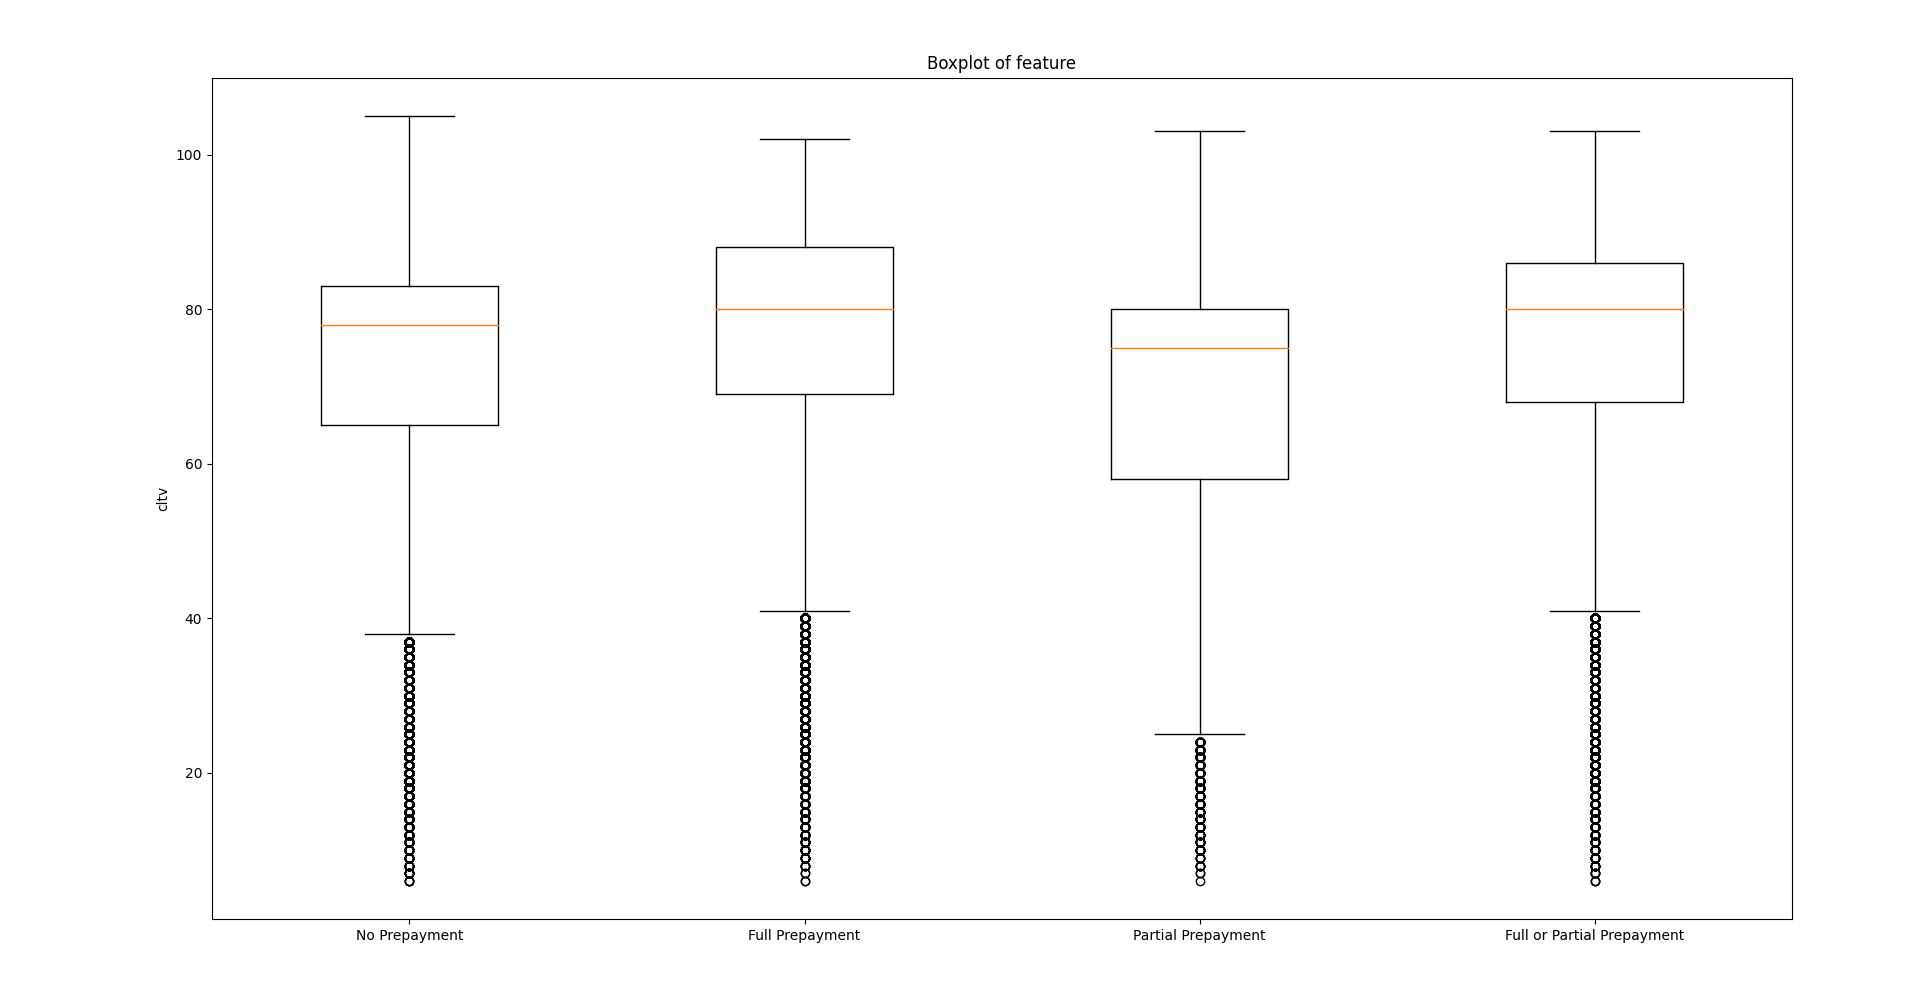 Boxplot of feature
100
80
60
40
20
cltv
No Prepayment
Full Prepayment
Partial Prepayment
Full or Partial Prepayment